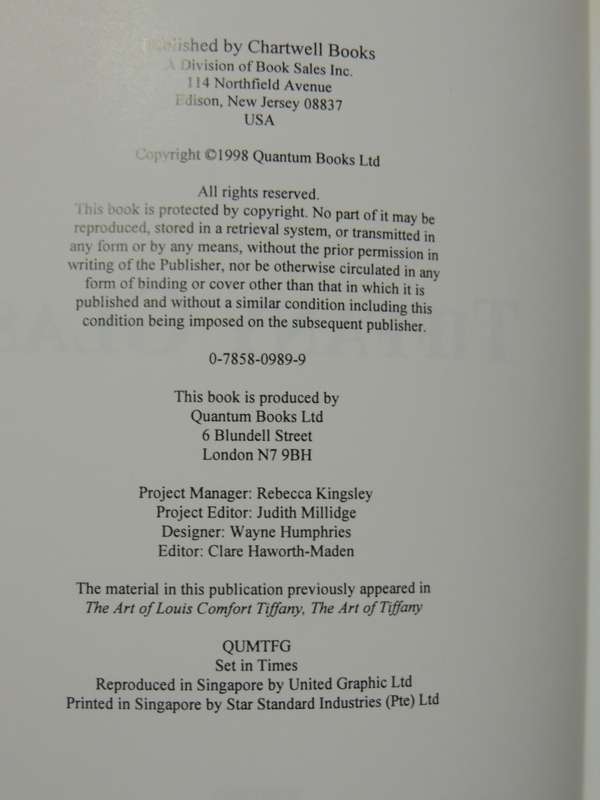 Published by Chartwell Books
A Division of Book Sales Inc.
114 Northfield Avenue
Edison, New Jersey 08837
USA
Copyright ©1998 Quantum Books Ltd
All rights reserved.
This book is protected by copyright. No part of it may be
reproduced, stored in a retrieval system, or transmitted in
any form or by any means, without the prior permission in
writing of the Publisher, nor be otherwise circulated in any
form of binding or cover other than that in which it is
published and without a similar condition including this
condition being imposed on the subsequent publisher.
0-7858-0989-9
This book is produced by
Quantum Books Ltd
6 Blundell Street
London N7 9BH
Project Manager: Rebecca Kingsley
Project Editor: Judith Millidge
Designer: Wayne Humphries
Editor: Clare Haworth-Maden
The material in this publication previously appeared in
The Art of Louis Comfort Tiffany, The Art of Tiffany
QUMTFG
Set in Times
Reproduced in Singapore by United Graphic Ltd
Printed in Singapore by Star Standard Industries (Pte) Ltd